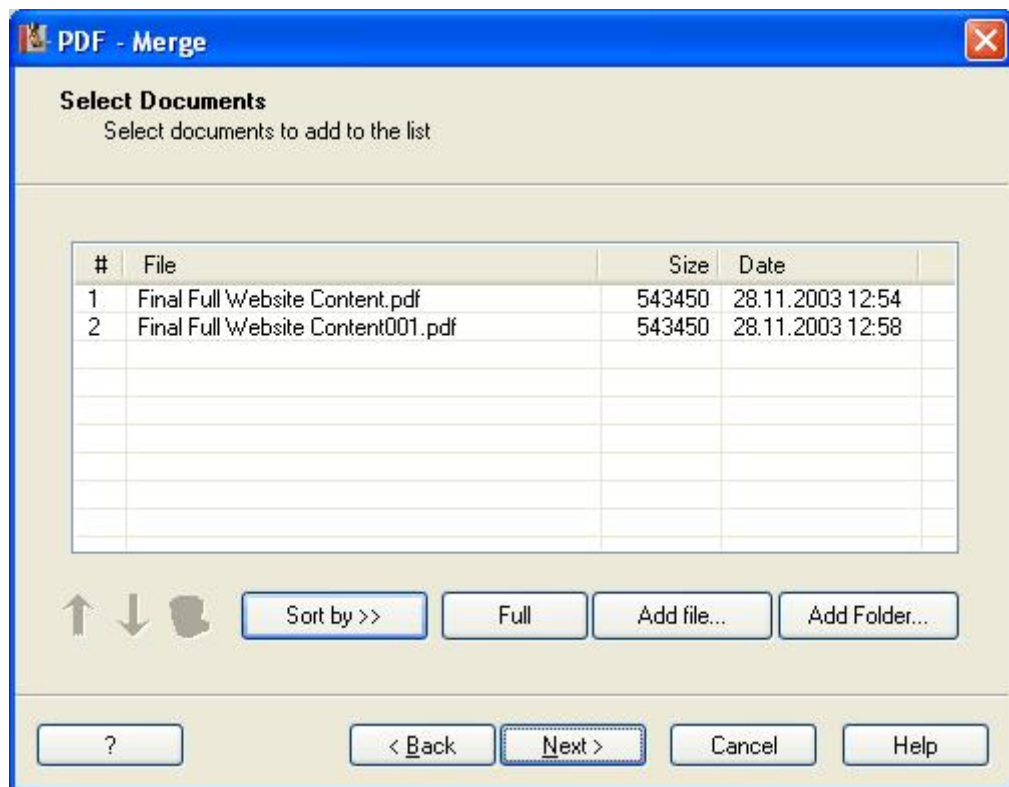 PDF - Merge
Select Documents
Select documents to add to the list
# File Size Date
1 Final Full Website Content.pdf 543450 28.11.2003 12:54
2 Final Full Website Content001.pdf 543450 28.11.2003 12:58
Sort by >> Full Add file... Add Folder...
? < Back Next > Cancel Help